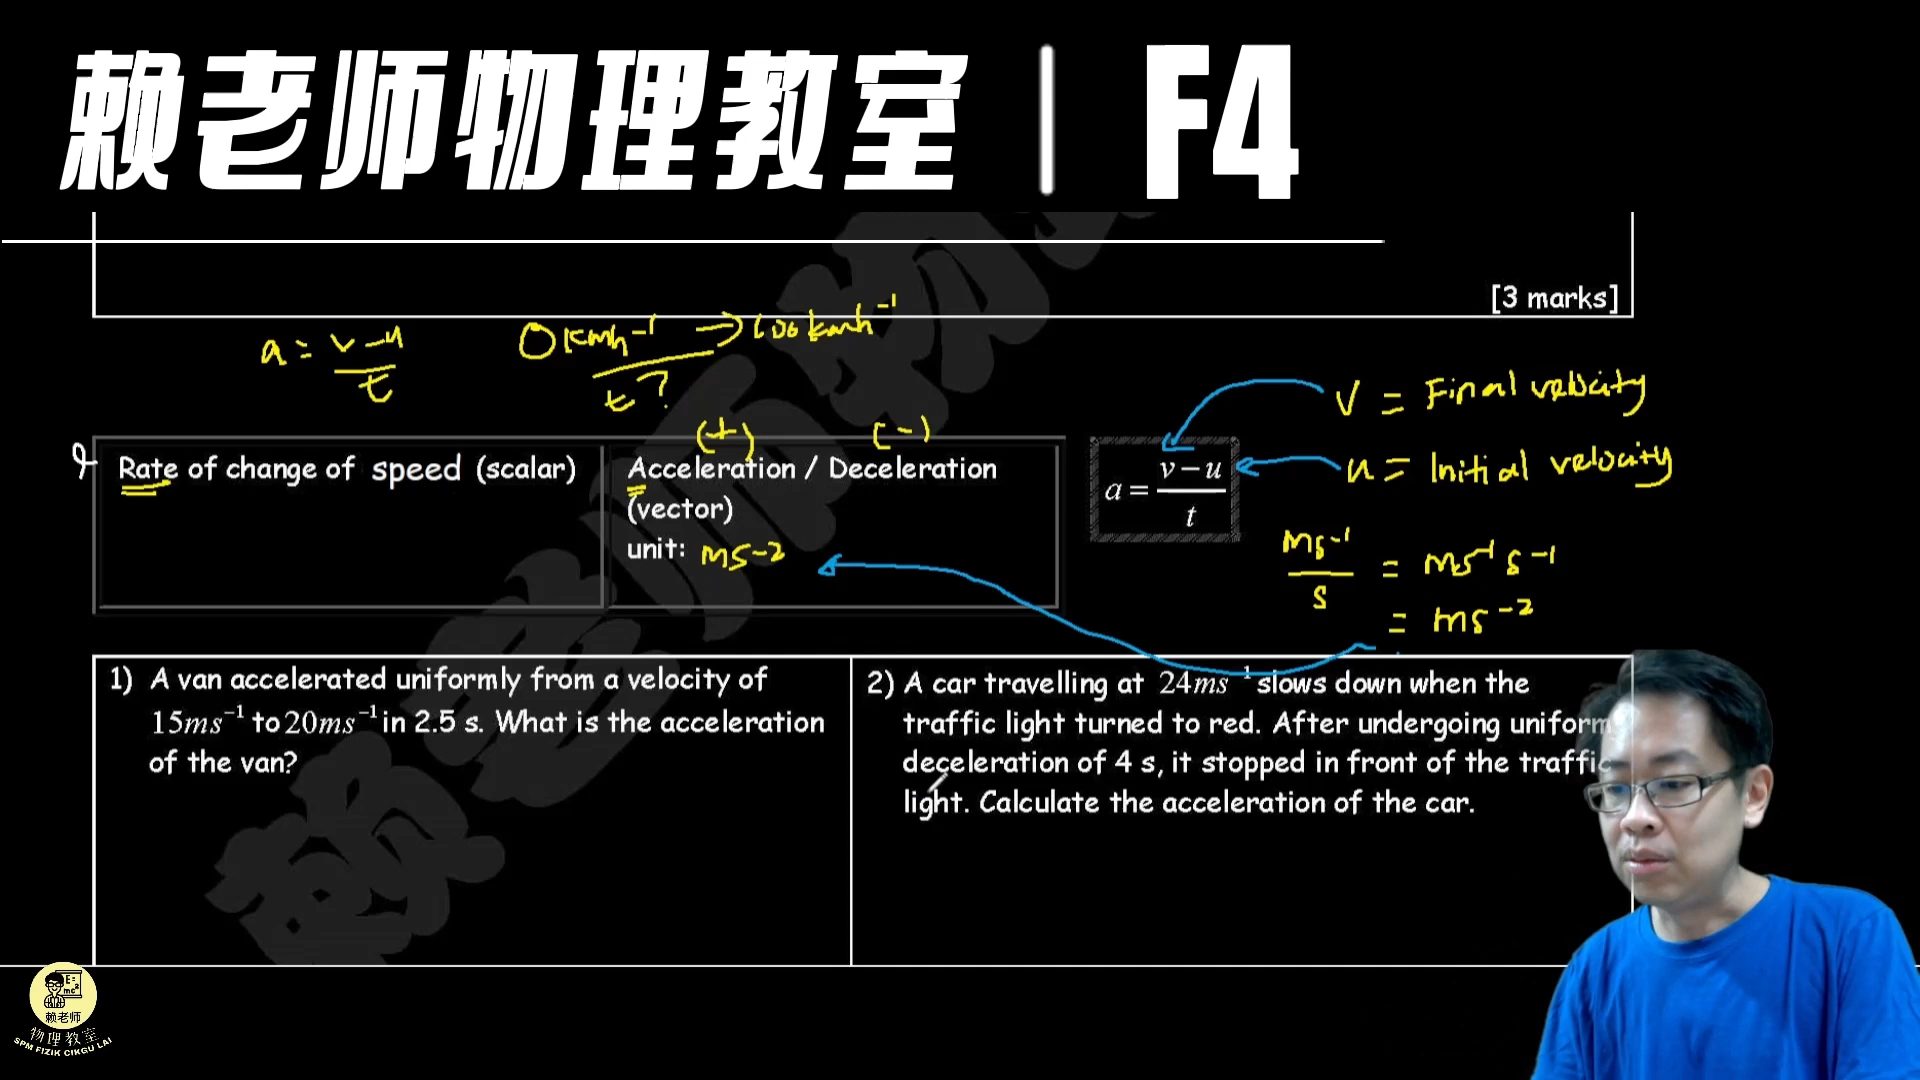 赖老师物理教室 | F4
[3 marks]
a = v-u / t
0 kmh⁻¹ → 100 kmh⁻¹
t?
(+) (-)
Rate of change of speed (scalar)
Acceleration / Deceleration
(vector)
unit: ms-2
a = v-u / t
v = Final velocity
u = Initial velocity
ms⁻¹ / s = ms⁻¹ s⁻¹
= ms⁻²
1) A van accelerated uniformly from a velocity of
15ms⁻¹ to 20ms⁻¹ in 2.5 s. What is the acceleration
of the van?
2) A car travelling at 24ms⁻¹ slows down when the
traffic light turned to red. After undergoing uniform
deceleration of 4 s, it stopped in front of the traffic
light. Calculate the acceleration of the car.
赖老师物
E=
mc²
赖老师
物理教室
SPM FIZIK CIKGU LAI